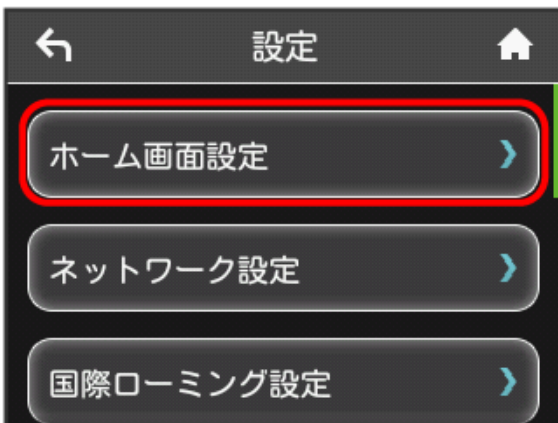 設定
ホーム画面設定
ネットワーク設定
国際ローミング設定